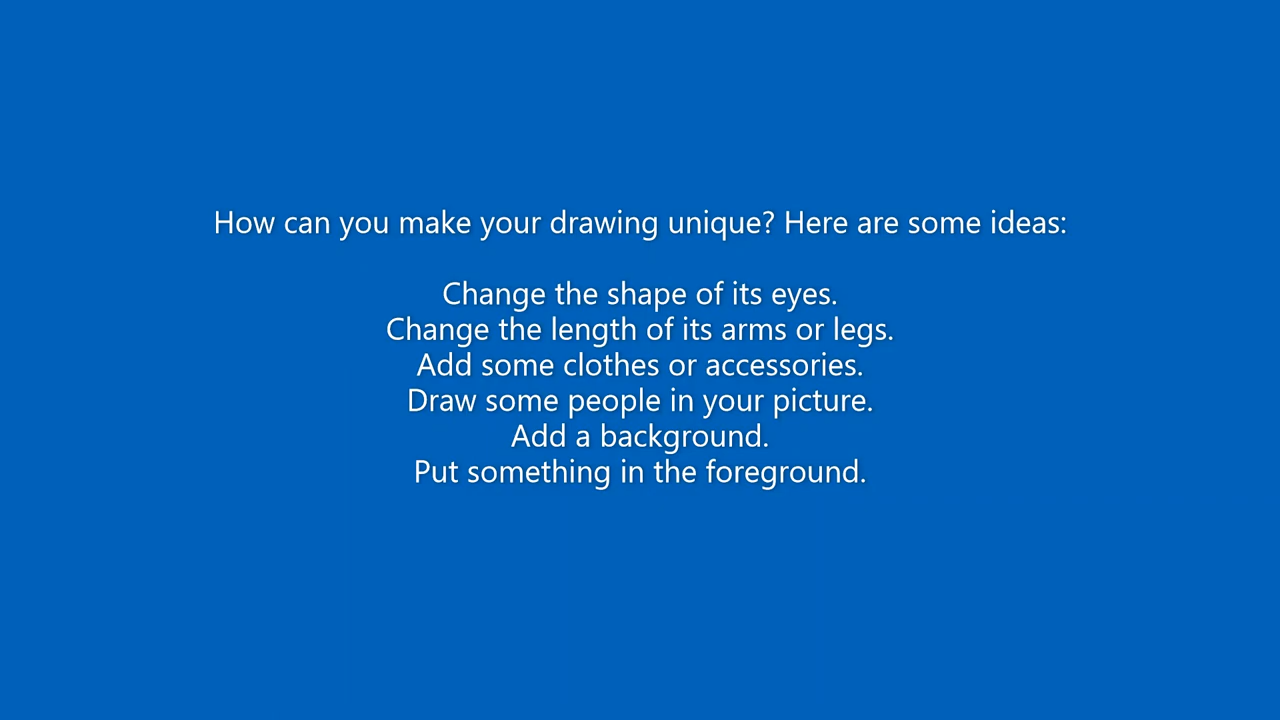 How can you make your drawing unique? Here are some ideas:
Change the shape of its eyes.
Change the length of its arms or legs.
Add some clothes or accessories.
Draw some people in your picture.
Add a background.
Put something in the foreground.